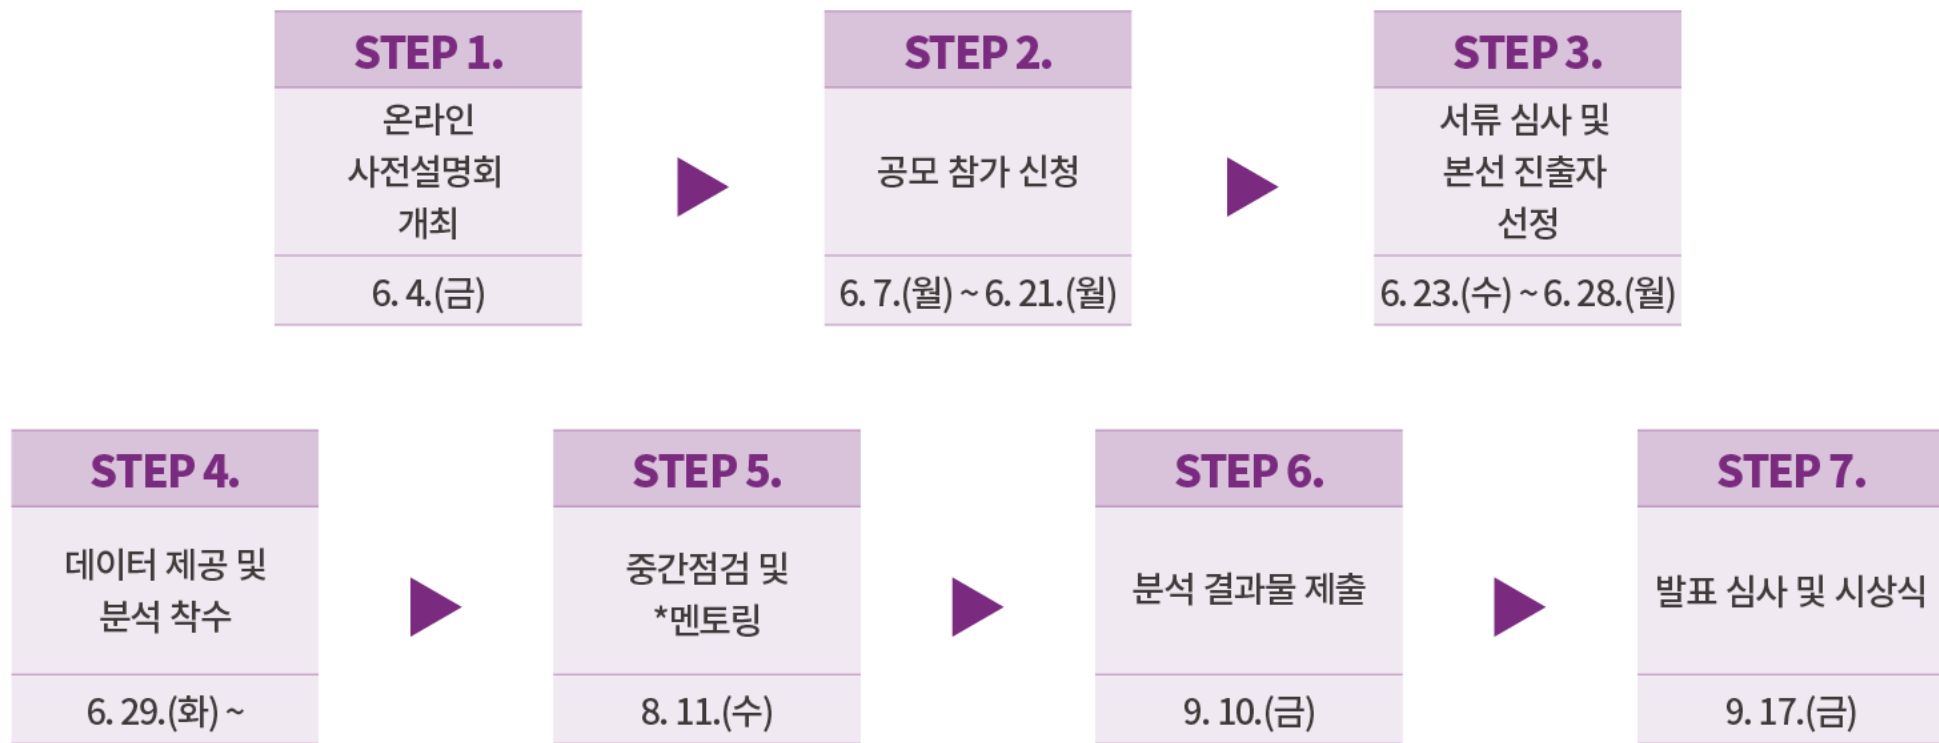 STEP 1.
온라인
사전설명회
개최
6. 4.(금)
STEP 2.
공모 참가 신청
6. 7.(월) ~ 6. 21.(월)
STEP 3.
서류 심사 및
본선 진출자
선정
6. 23.(수) ~ 6. 28.(월)
STEP 4.
데이터 제공 및
분석 착수
6. 29.(화) ~
STEP 5.
중간점검 및
*멘토링
8. 11.(수)
STEP 6.
분석 결과물 제출
9. 10.(금)
STEP 7.
발표 심사 및 시상식
9. 17.(금)